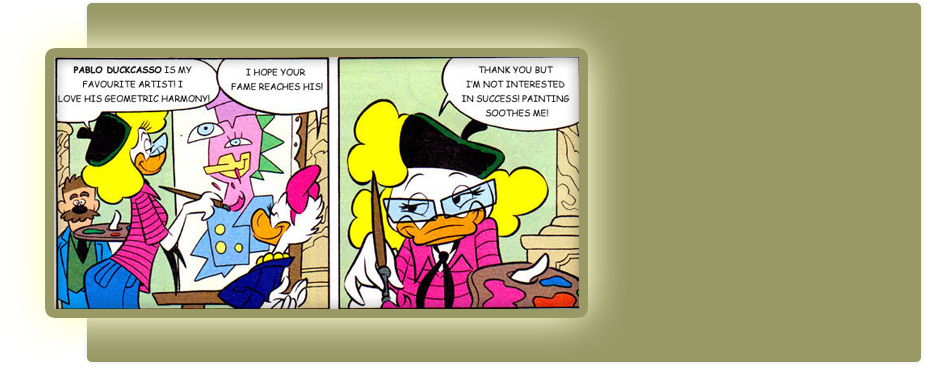 PABLO DUCKCASSO IS MY
FAVOURITE ARTIST! I
LOVE HIS GEOMETRIC HARMONY!
I HOPE YOUR
FAME REACHES HIS!
THANK YOU BUT
I'M NOT INTERESTED
IN SUCCESS! PAINTING
SOOTHES ME!